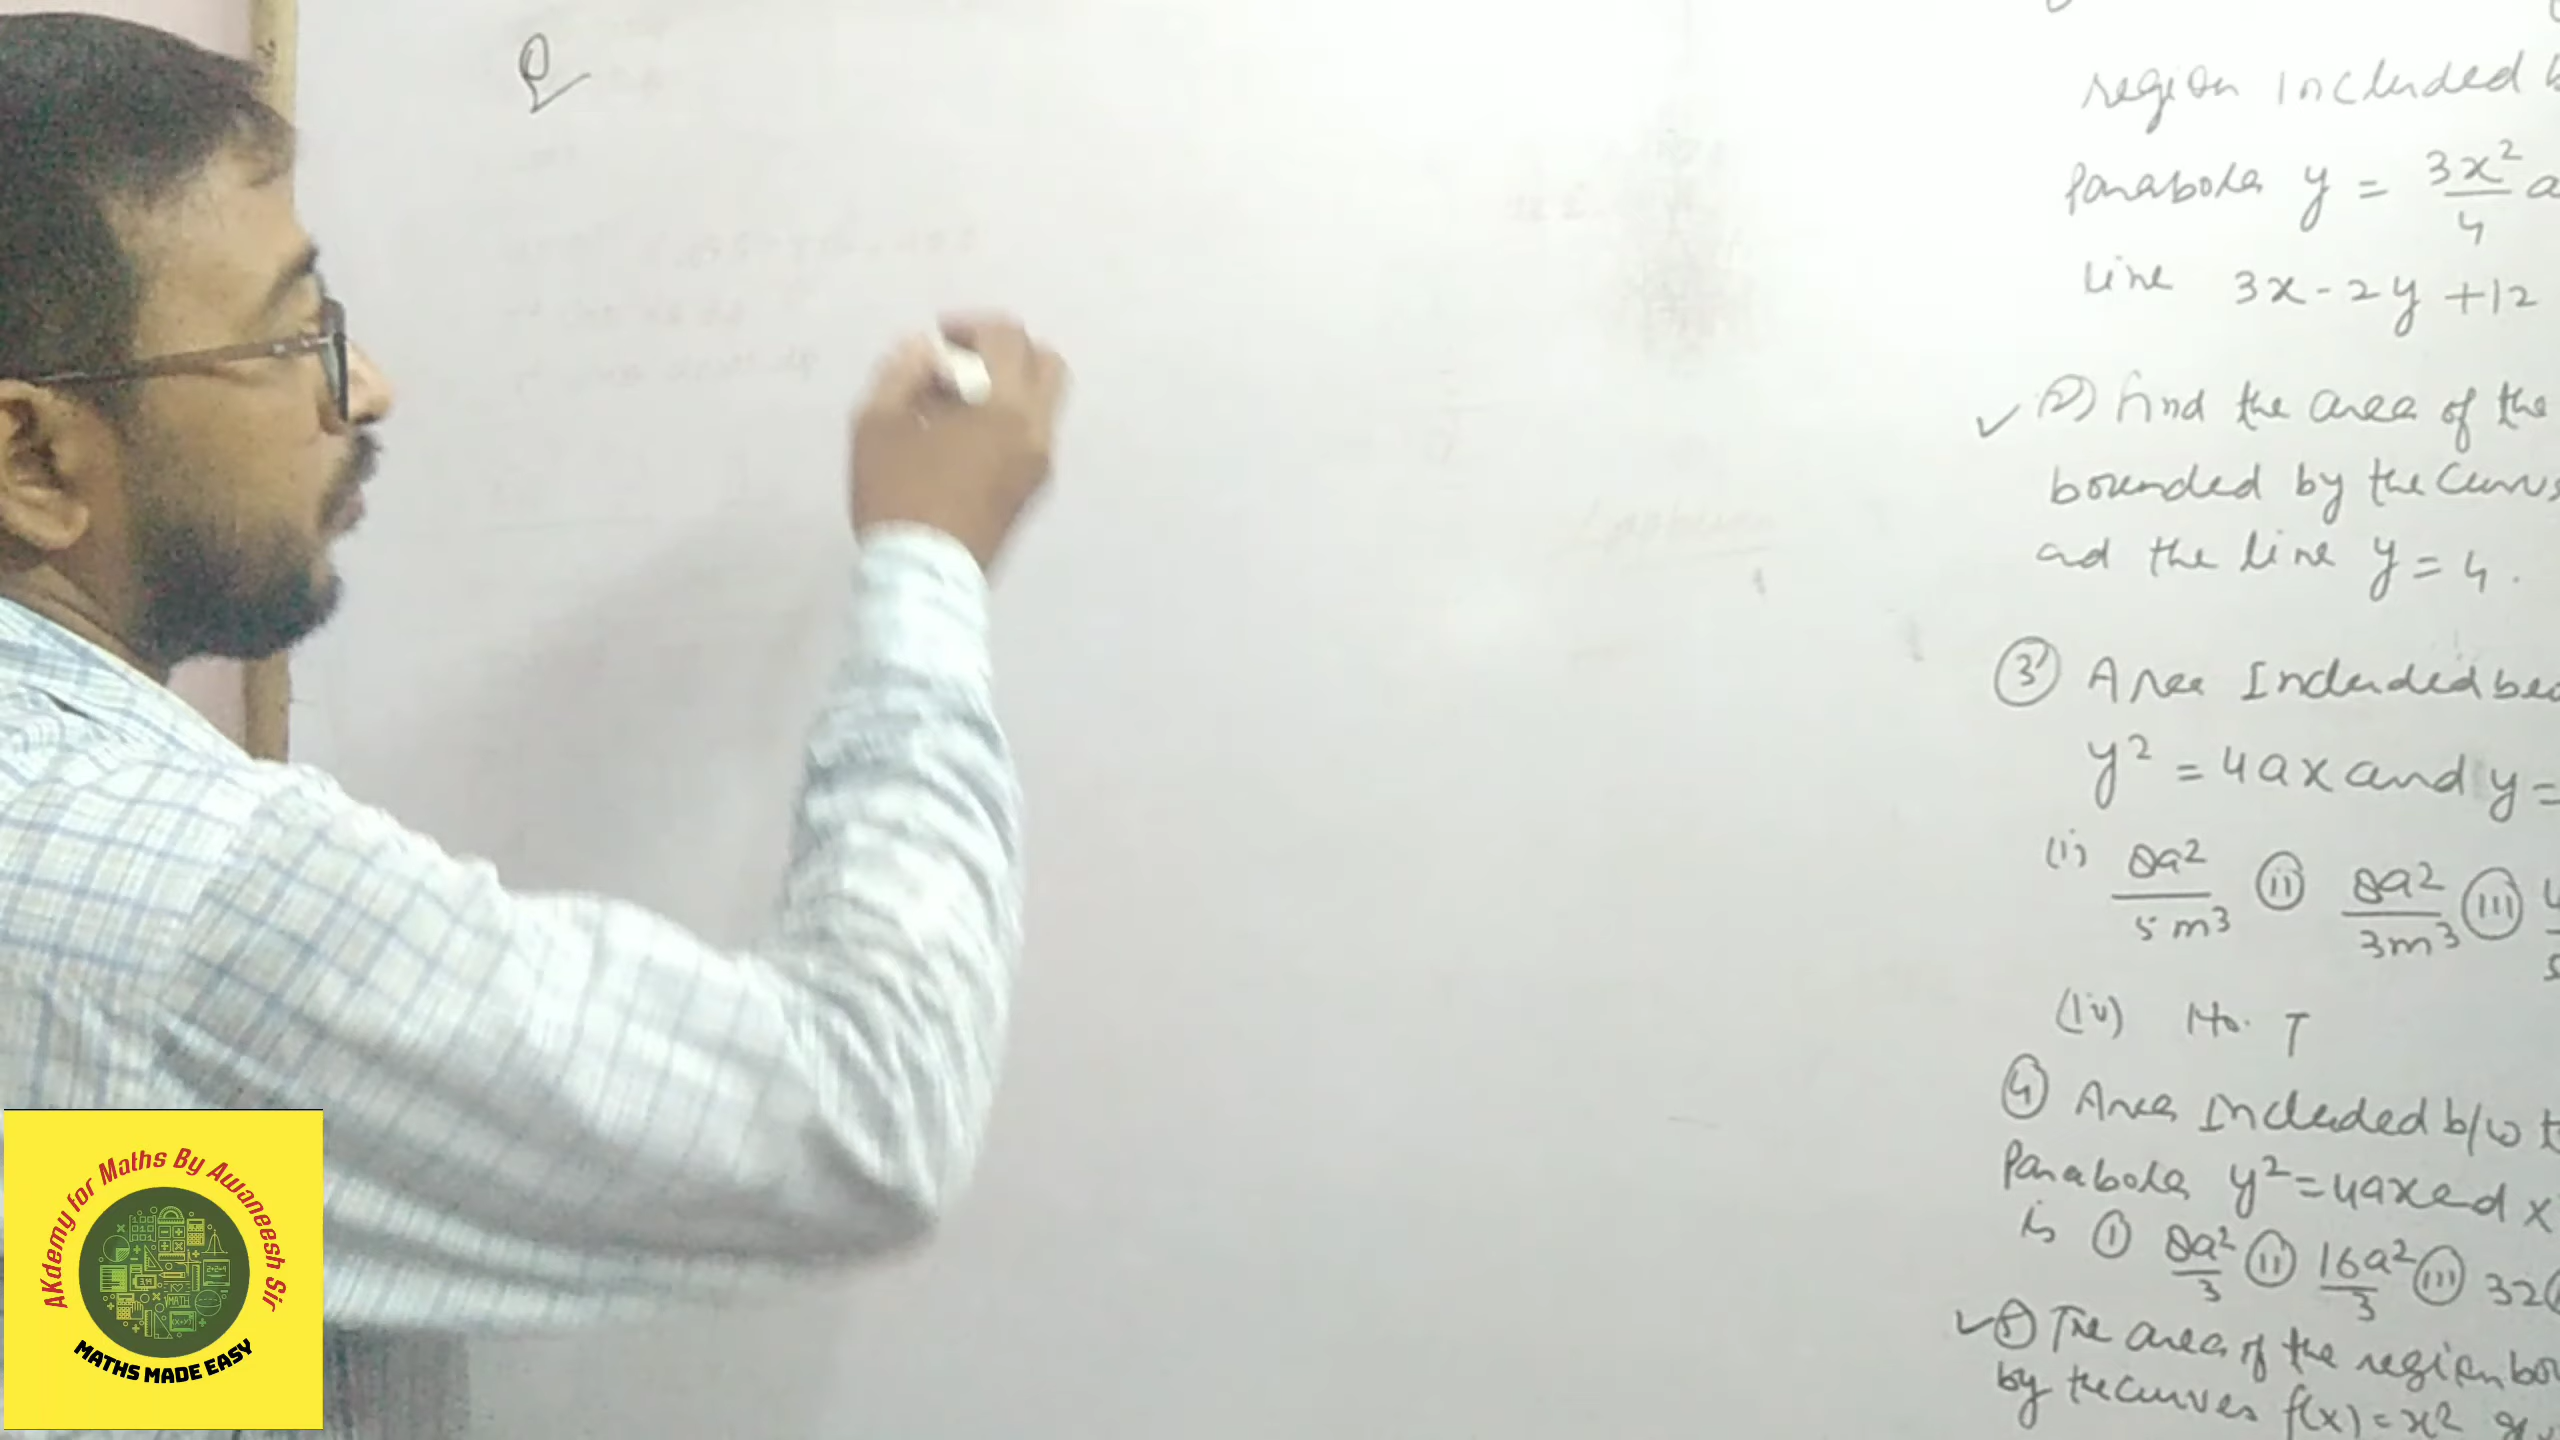 Q
region included
Parabola y = 3x²/4
line 3x-2y+12
✓ (2) find the area of the
bounded by the
and the line y=4.
(3) Area Included
y² = 4ax and y=
(i) 8a²/5m³ (ii) 8a²/3m³ (iii)
(iv) No. T
(4) Area Included b/w
Parabola y²=4ax and x
is (i) 8a²/3 (ii) 16a²/3 (iii) 32
✓ (5) The area of the region
by the curves f(x)=x²
AKdemy for Maths By Awaneesh Sir
MATHS MADE EASY